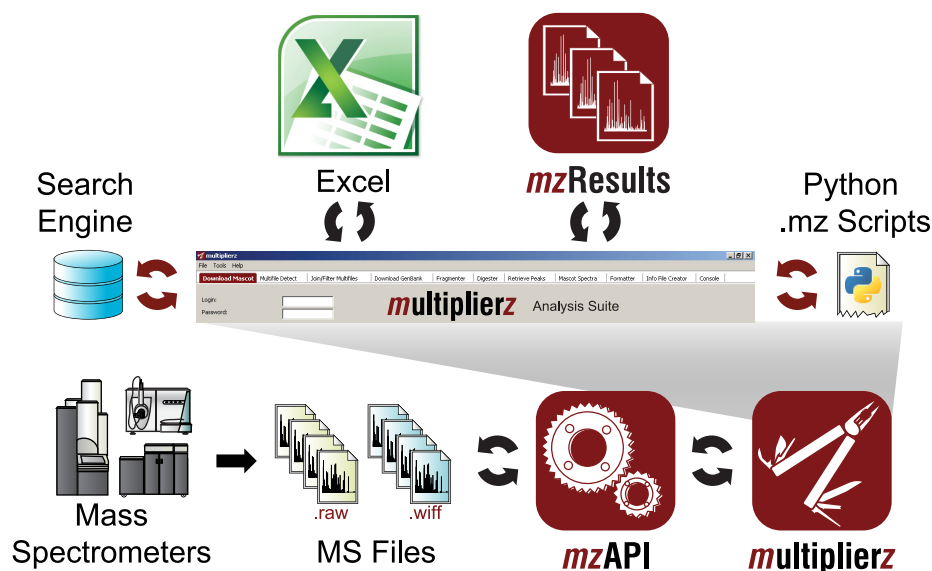 Excel
mzResults
Search
Engine
Python
.mz Scripts
multiplierz
File Tools Help
Download Mascot Multifile Detect Join/Filter Multifiles Download GenBank Fragmenter Digester Retrieve Peaks Mascot Spectra Formatter Info File Creator Console
Login:
Password:
multiplierz Analysis Suite
.raw .wiff
Mass
Spectrometers
MS Files
mzAPI
multiplierz